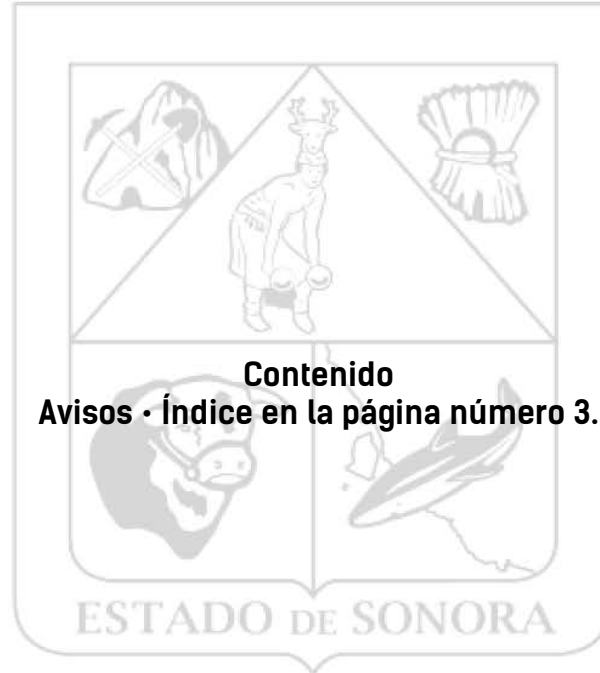 Contenido
Avisos · Índice en la página número 3.
ESTADO DE SONORA